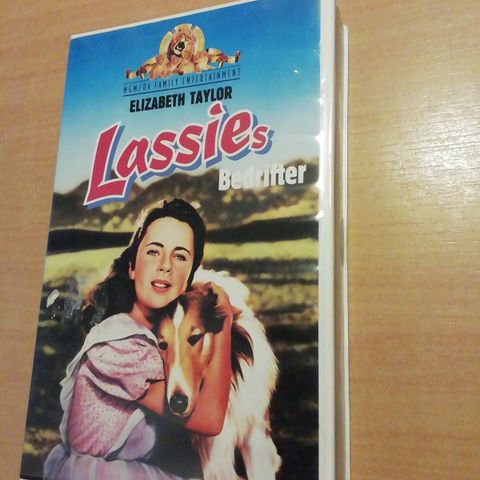 MGM/UA FAMILY ENTERTAINMENT
ELIZABETH TAYLOR
Lassies
Bedrifter